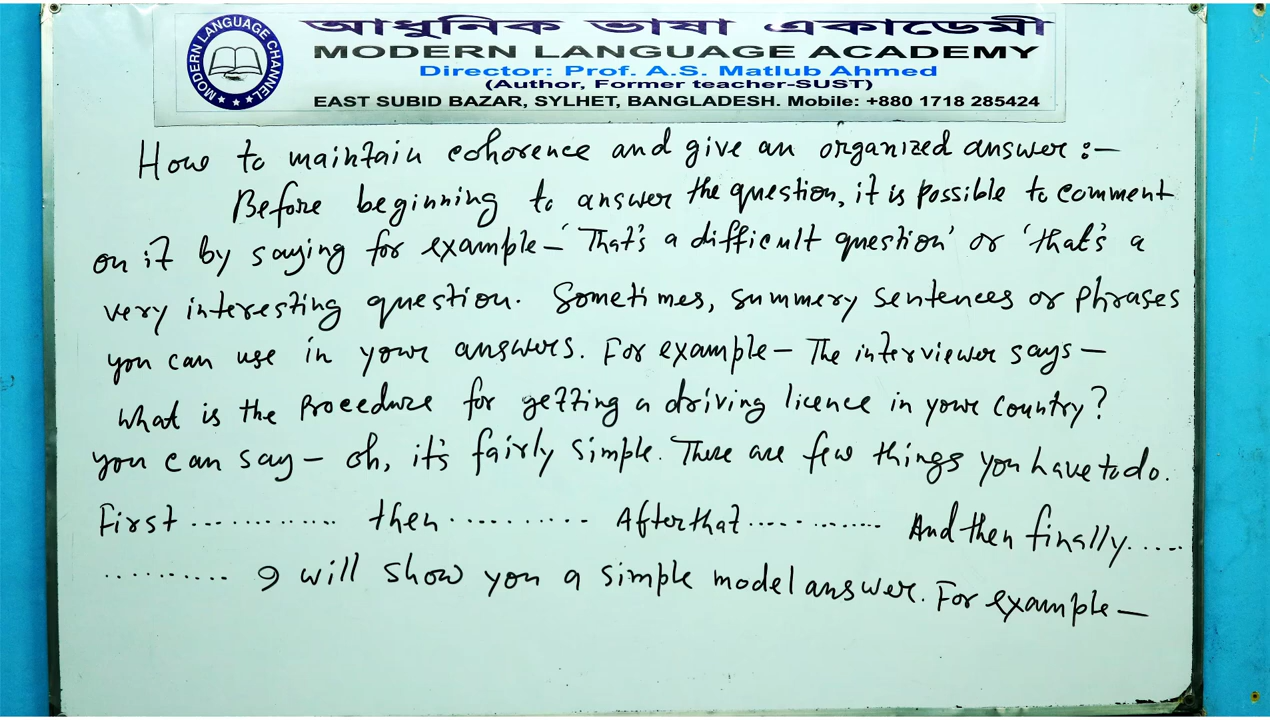 আধুনিক ভাষা একাডেমী
MODERN LANGUAGE ACADEMY
Director: Prof. A.S. Matlub Ahmed
(Author, Former teacher-SUST)
EAST SUBID BAZAR, SYLHET, BANGLADESH. Mobile: +880 1718 285424
MODERN LANGUAGE CHANNEL
How to maintain cohorence and give an organized answer :—
Before beginning to answer the question, it is possible to comment
on it by saying for example – 'That's a difficult question' or 'that's a
very interesting question. Sometimes, summery sentences or phrases
you can use in your answers. For example – The interviewer says –
What is the Procedure for getting a driving licence in your country?
you can say – oh, it's fairly simple. There are few things you have to do.
First .............. then ............. After that ............. And then finally.....
........... I will show you a simple model answer. For example –